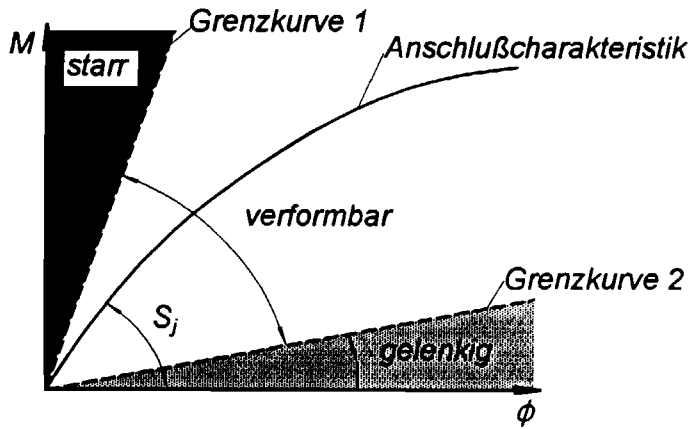 Grenzkurve 1
M
starr
Anschlußcharakteristik
verformbar
Grenzkurve 2
Sj
gelenkig
ϕ